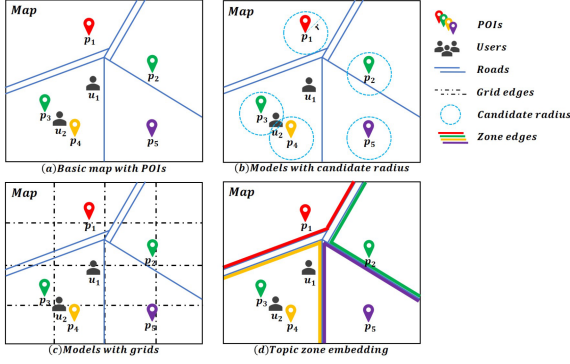 Map
p1
p2
u1
p3
u2
p4
p5
(a)Basic map with POIs
Map
p1
p2
u1
p3
u2
p4
p5
(b)Models with candidate radius
POIs
Users
Roads
Grid edges
Candidate radius
Zone edges
Map
p1
p2
u1
p3
u2
p4
p5
(c)Models with grids
Map
p1
p2
u1
p3
u2
p4
p5
(d)Topic zone embedding